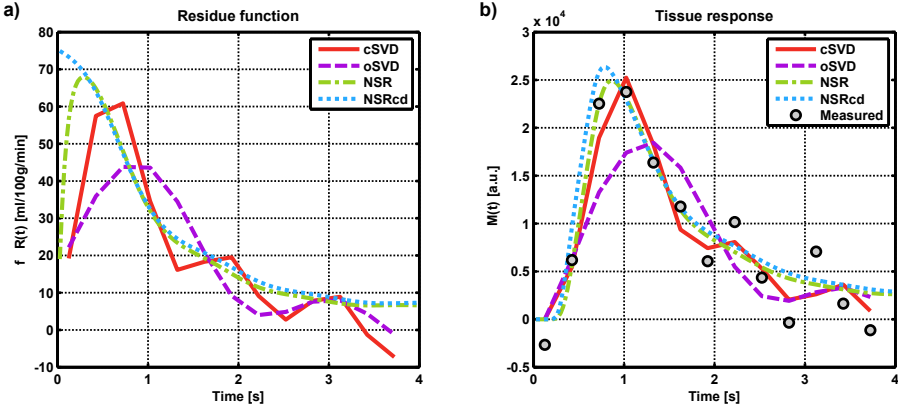 a)
Residue function
80
70
60
50
40
30
20
10
0
-10
f R(t) [ml/100g/min]
0 1 2 3 4
Time [s]
cSVD
oSVD
NSR
NSRcd
b)
x 10⁴
Tissue response
3
2.5
2
1.5
1
0.5
0
-0.5
M(t) [a.u.]
0 1 2 3 4
Time [s]
cSVD
oSVD
NSR
NSRcd
Measured